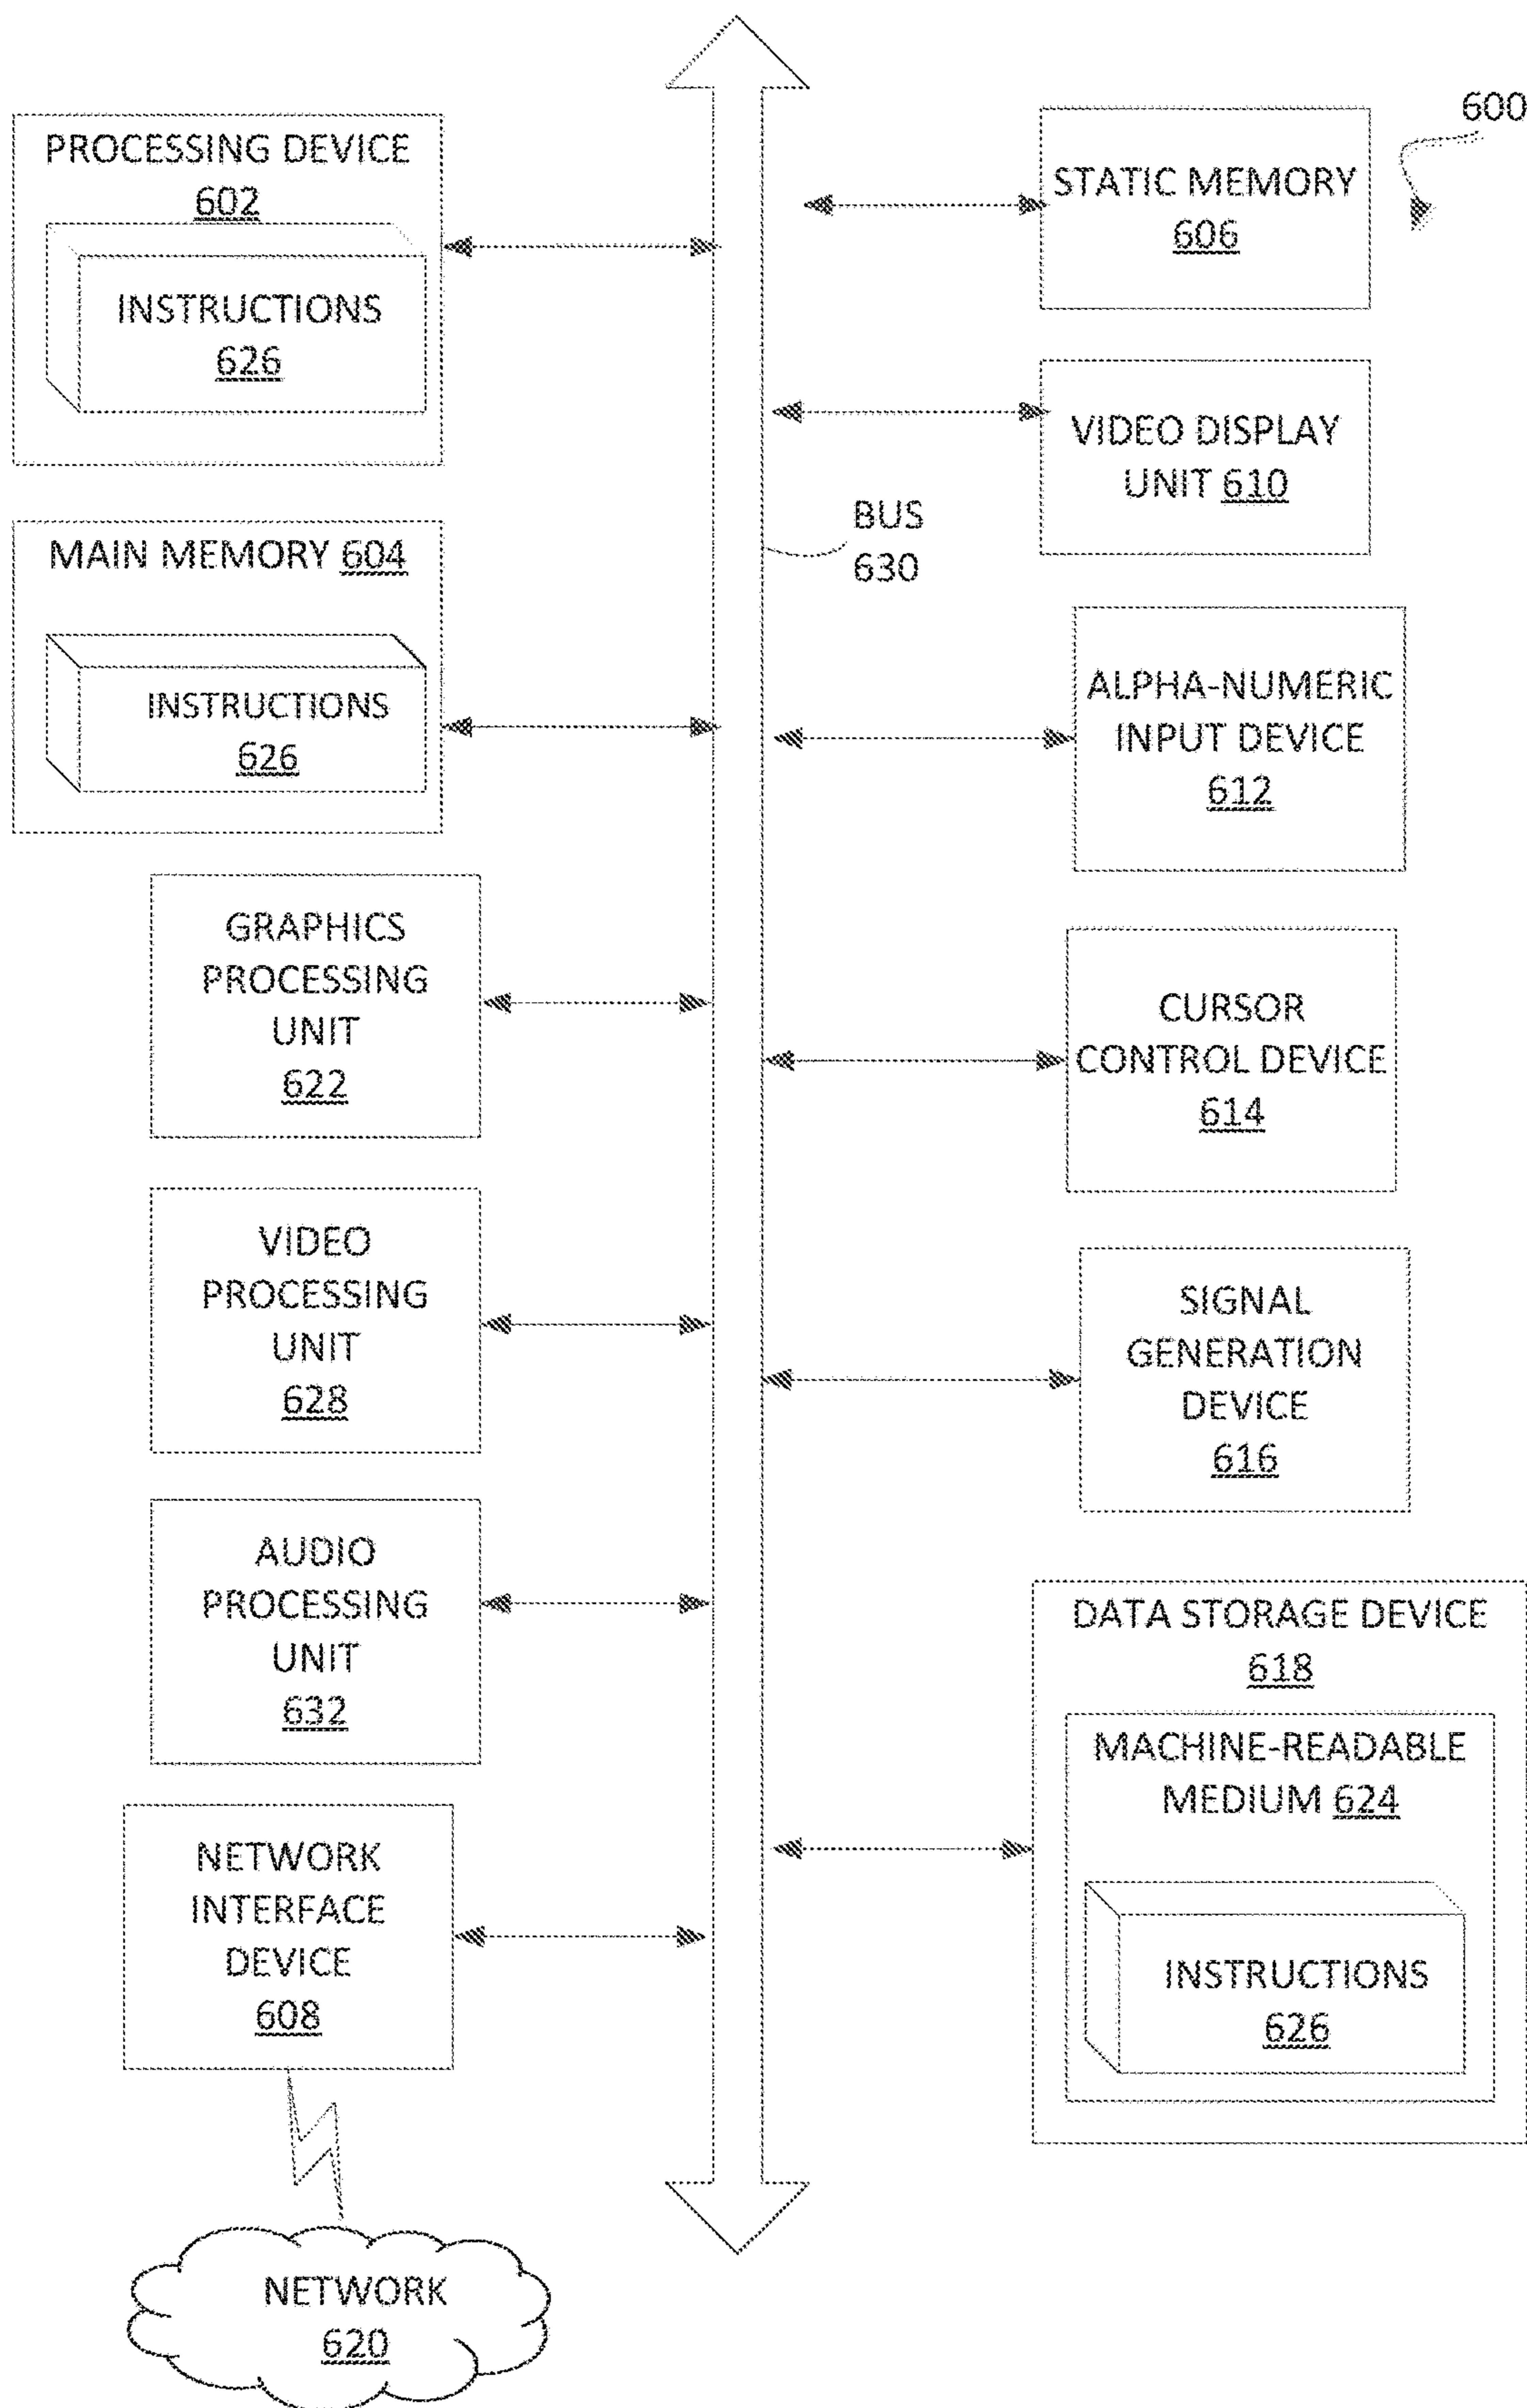 600
PROCESSING DEVICE
602
INSTRUCTIONS
626
MAIN MEMORY 604
INSTRUCTIONS
626
GRAPHICS
PROCESSING
UNIT
622
VIDEO
PROCESSING
UNIT
628
AUDIO
PROCESSING
UNIT
632
NETWORK
INTERFACE
DEVICE
608
NETWORK
620
BUS
630
STATIC MEMORY
606
VIDEO DISPLAY
UNIT 610
ALPHA-NUMERIC
INPUT DEVICE
612
CURSOR
CONTROL DEVICE
614
SIGNAL
GENERATION
DEVICE
616
DATA STORAGE DEVICE
618
MACHINE-READABLE
MEDIUM 624
INSTRUCTIONS
626